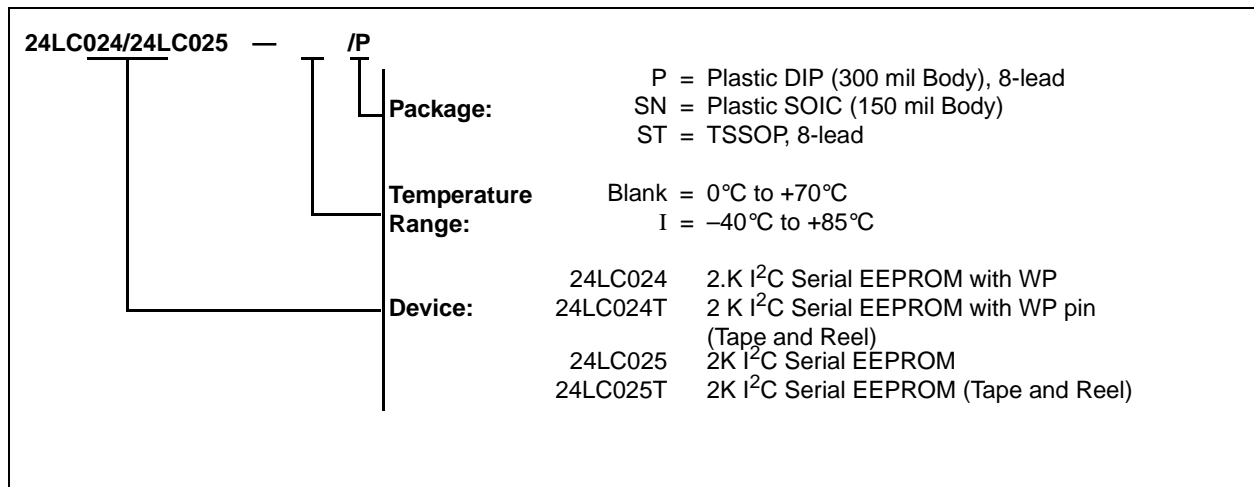 24LC024/24LC025 — /P
Package: P = Plastic DIP (300 mil Body), 8-lead
SN = Plastic SOIC (150 mil Body)
ST = TSSOP, 8-lead
Temperature Range: Blank = 0°C to +70°C
I = –40°C to +85°C
Device: 24LC024 2.K I²C Serial EEPROM with WP
24LC024T 2 K I²C Serial EEPROM with WP pin
(Tape and Reel)
24LC025 2K I²C Serial EEPROM
24LC025T 2K I²C Serial EEPROM (Tape and Reel)